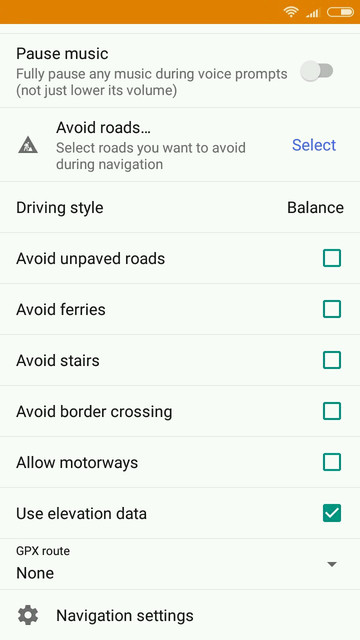 Pause music
Fully pause any music during voice prompts
(not just lower its volume)
Avoid roads…
Select roads you want to avoid
during navigation
Select
Driving style
Balance
Avoid unpaved roads
Avoid ferries
Avoid stairs
Avoid border crossing
Allow motorways
Use elevation data
GPX route
None
Navigation settings